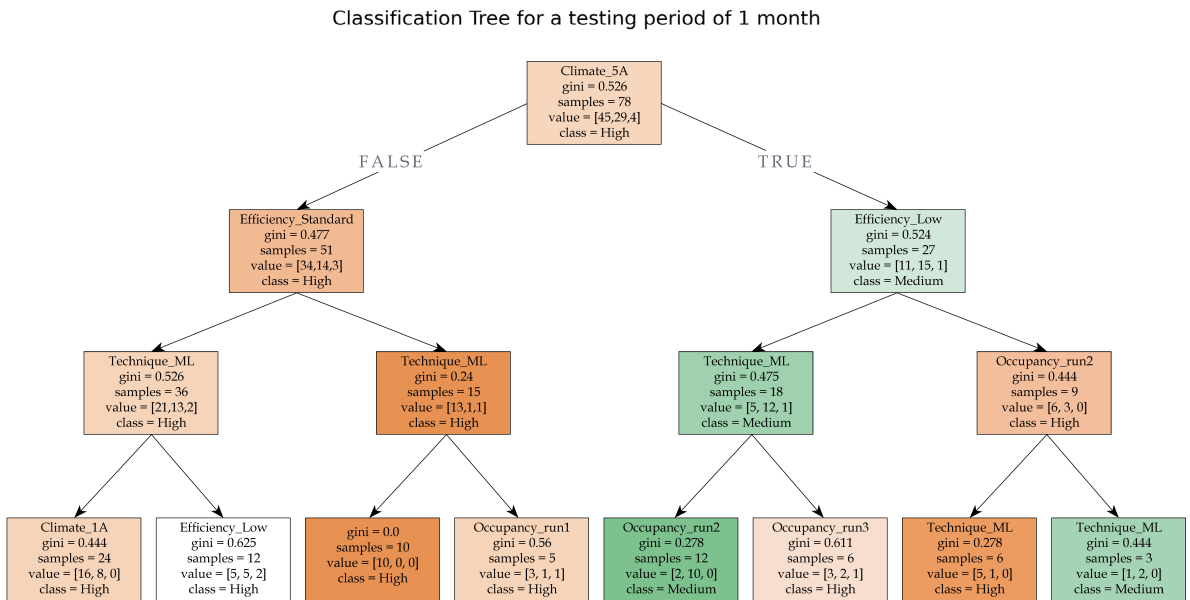 Classification Tree for a testing period of 1 month
Climate_5A
gini = 0.526
samples = 78
value = [45,29,4]
class = High
FALSE
TRUE
Efficiency_Standard
gini = 0.477
samples = 51
value = [34,14,3]
class = High
Efficiency_Low
gini = 0.524
samples = 27
value = [11, 15, 1]
class = Medium
Technique_ML
gini = 0.526
samples = 36
value = [21,13,2]
class = High
Technique_ML
gini = 0.24
samples = 15
value = [13,1,1]
class = High
Technique_ML
gini = 0.475
samples = 18
value = [5, 12, 1]
class = Medium
Occupancy_run2
gini = 0.444
samples = 9
value = [6, 3, 0]
class = High
Climate_1A
gini = 0.444
samples = 24
value = [16, 8, 0]
class = High
Efficiency_Low
gini = 0.625
samples = 12
value = [5, 5, 2]
class = High
gini = 0.0
samples = 10
value = [10, 0, 0]
class = High
Occupancy_run1
gini = 0.56
samples = 5
value = [3, 1, 1]
class = High
Occupancy_run2
gini = 0.278
samples = 12
value = [2, 10, 0]
class = Medium
Occupancy_run3
gini = 0.611
samples = 6
value = [3, 2, 1]
class = High
Technique_ML
gini = 0.278
samples = 6
value = [5, 1, 0]
class = High
Technique_ML
gini = 0.444
samples = 3
value = [1, 2, 0]
class = Medium